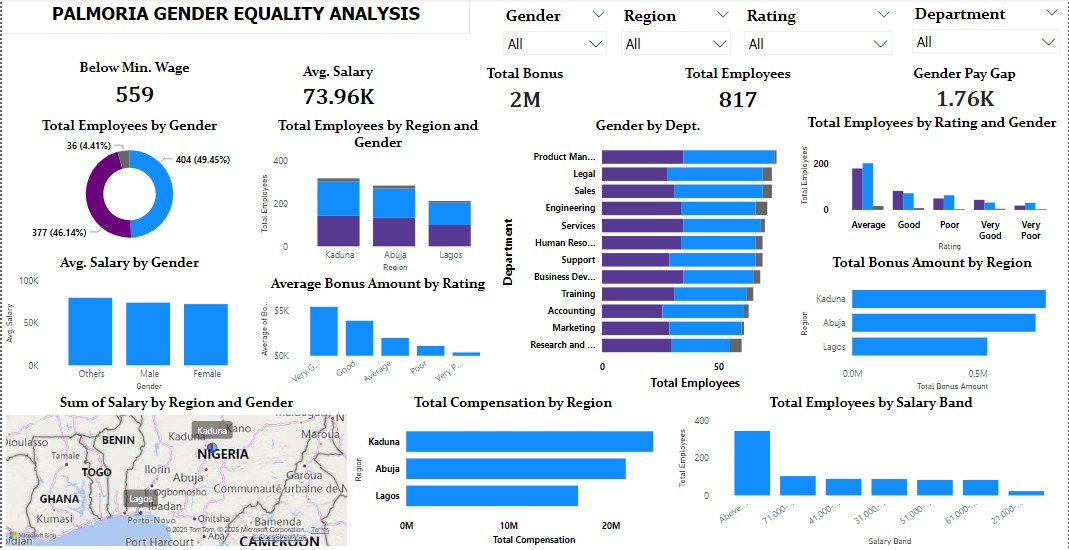 PALMORIA GENDER EQUALITY ANALYSIS
Gender
Region
Rating
Department
All
All
All
All
Below Min. Wage
559
Avg. Salary
73.96K
Total Bonus
2M
Total Employees
817
Gender Pay Gap
1.76K
Total Employees by Gender
36 (4.41%)
404 (49.45%)
377 (46.14%)
Total Employees by Region and
Gender
400
200
0
Total Employees
Kaduna
Abuja
Lagos
Region
Gender by Dept.
Department
Product Man...
Legal
Sales
Engineering
Services
Human Reso...
Support
Business Dev...
Training
Accounting
Marketing
Research and ...
0
50
Total Employees
Total Employees by Rating and Gender
200
0
Total Employees
Average
Good
Poor
Very
Good
Very
Poor
Rating
Avg. Salary by Gender
100K
50K
0K
Avg. Salary
Others
Male
Female
Gender
Average Bonus Amount by Rating
$5K
$0K
Average of Bo...
Very G...
Good
Average
Poor
Very P...
Total Bonus Amount by Region
Region
Kaduna
Abuja
Lagos
0.0M
0.5M
Total Bonus Amount
Sum of Salary by Region and Gender
Tamale
BENIN
TOGO
GHANA
Kumasi
Kaduna
Kaduna
Kano
Maroua
NIGERIA
Ilorin
Abuja
Ogbomosho
Garoua
Communauté urbaine de N
Lagos
Ibadan
Porto-Novo
Onitsha
Bamenda
Aba
Port Harcourt
CAMEROON
Microsoft Bing
© 2025 TomTom, © 2025 Microsoft Corporation, Terms
© OpenStreetMap
Total Compensation by Region
Region
Kaduna
Abuja
Lagos
0M
10M
20M
Total Compensation
Total Employees by Salary Band
400
200
0
Total Employees
Above ...
71,000-...
41,000-...
31,000-...
51,000-...
61,000-...
21,000-...
Salary Band